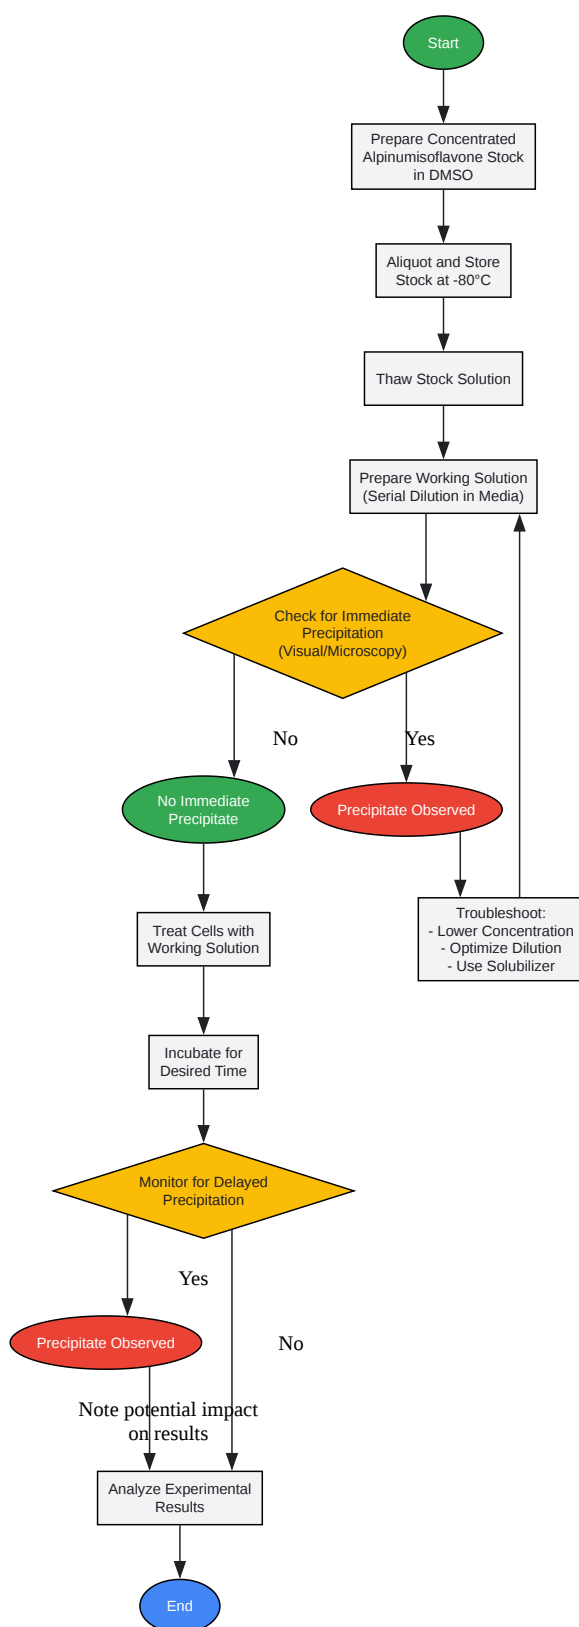 Start
Prepare Concentrated
Alpinumisoflavone Stock
in DMSO
Aliquot and Store
Stock at -80°C
Thaw Stock Solution
Prepare Working Solution
(Serial Dilution in Media)
Check for Immediate
Precipitation
(Visual/Microscopy)
No
Yes
No Immediate
Precipitate
Precipitate Observed
Treat Cells with
Working Solution
Troubleshoot:
- Lower Concentration
- Optimize Dilution
- Use Solubilizer
Incubate for
Desired Time
Monitor for Delayed
Precipitation
Yes
No
Precipitate Observed
Note potential impact
on results
Analyze Experimental
Results
End